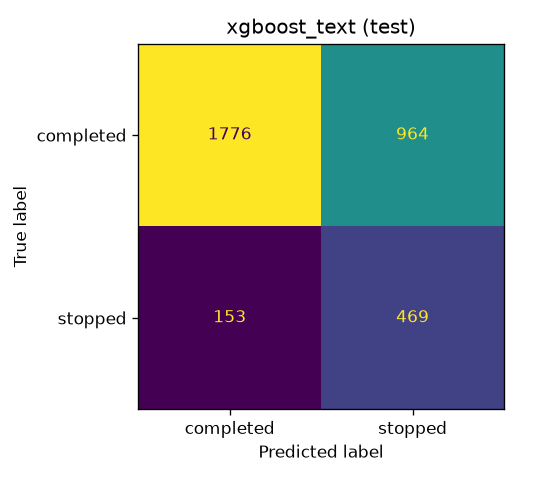 xgboost_text (test)
completed
1776 964
stopped
153 469
completed stopped
Predicted label
True label